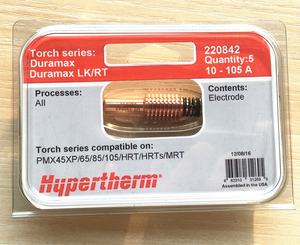 Torch series:
Duramax
Duramax LK/RT
220842
Quantity:5
10 - 105 A
Processes:
All
Contents:
Electrode
Torch series compatible on:
PMX45XP/65/85/105/HRT/HRTs/MRT
Hypertherm®
12/08/16
Assembled in the USA